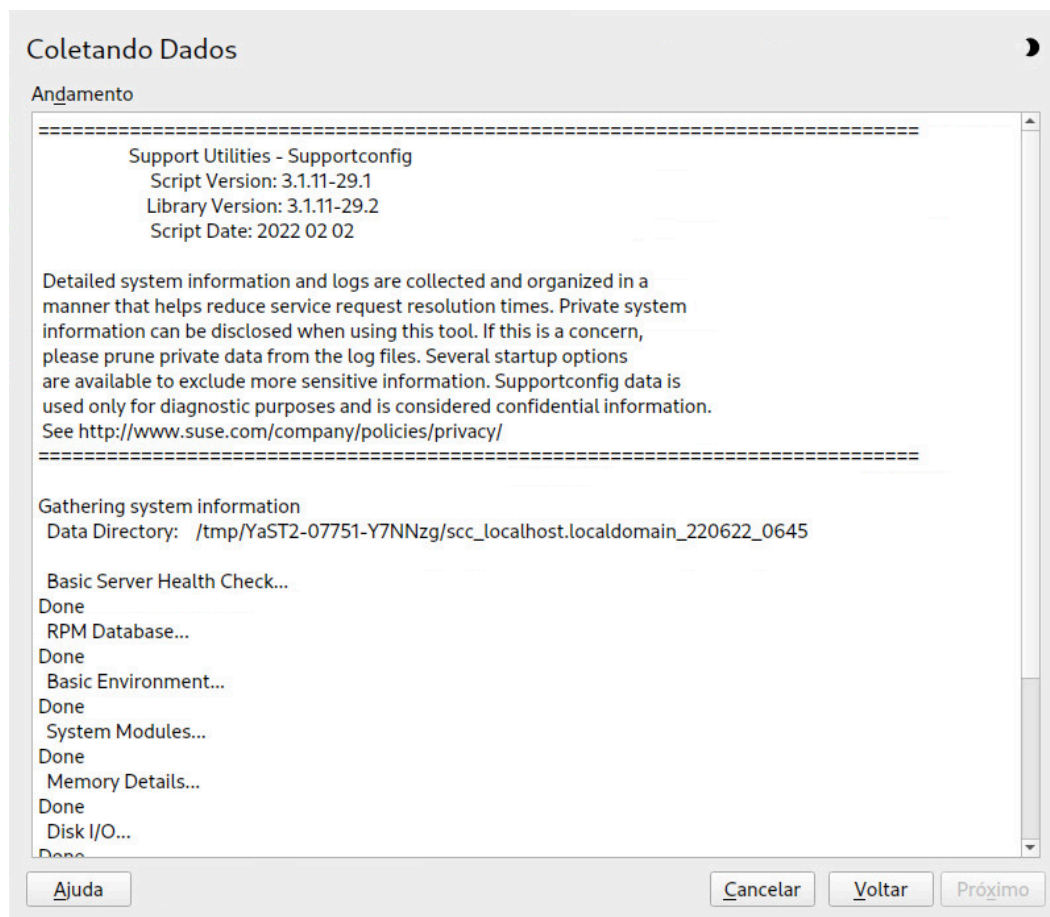 Coletando Dados
Andamento
=============================================================================
Support Utilities - Supportconfig
Script Version: 3.1.11-29.1
Library Version: 3.1.11-29.2
Script Date: 2022 02 02
Detailed system information and logs are collected and organized in a
manner that helps reduce service request resolution times. Private system
information can be disclosed when using this tool. If this is a concern,
please prune private data from the log files. Several startup options
are available to exclude more sensitive information. Supportconfig data is
used only for diagnostic purposes and is considered confidential information.
See http://www.suse.com/company/policies/privacy/
=============================================================================
Gathering system information
Data Directory: /tmp/YaST2-07751-Y7NNzg/scc_localhost.localdomain_220622_0645
Basic Server Health Check...
Done
RPM Database...
Done
Basic Environment...
Done
System Modules...
Done
Memory Details...
Done
Disk I/O...
Done
Ajuda
Cancelar
Voltar
Próximo